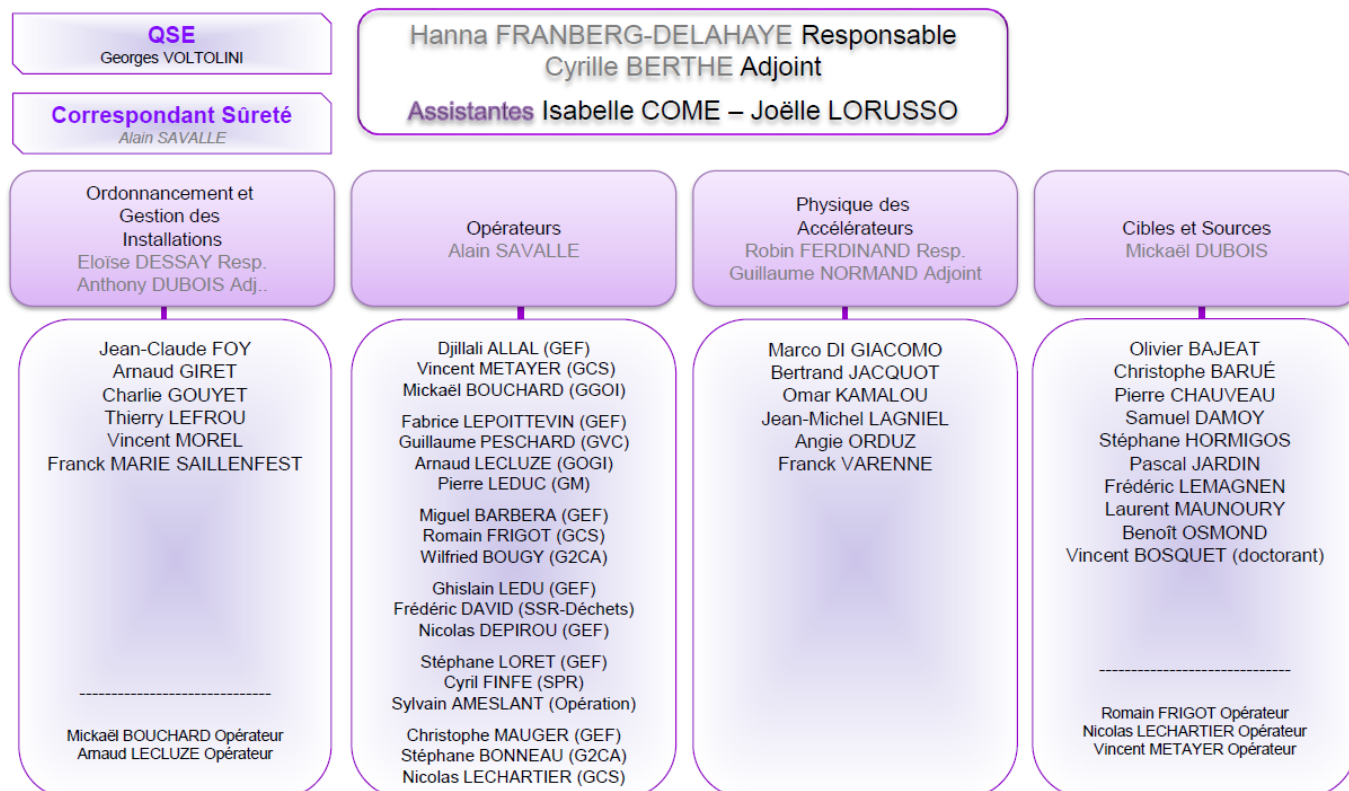 QSE
Georges VOLTOLINI
Correspondant Sûreté
Alain SAVALLE
Hanna FRANBERG-DELAHAYE Responsable
Cyrille BERTHE Adjoint
Assistantes Isabelle COME – Joëlle LORUSSO
Ordonnancement et
Gestion des
Installations
Eloïse DESSAY Resp.
Anthony DUBOIS Adj..
Jean-Claude FOY
Arnaud GIRET
Charlie GOUYET
Thierry LEFROU
Vincent MOREL
Franck MARIE SAILLENFEST
------------------------------
Mickaël BOUCHARD Opérateur
Arnaud LECLUZE Opérateur
Opérateurs
Alain SAVALLE
Djillali ALLAL (GEF)
Vincent METAYER (GCS)
Mickaël BOUCHARD (GGOI)
Fabrice LEPOITTEVIN (GEF)
Guillaume PESCHARD (GVC)
Arnaud LECLUZE (GOGI)
Pierre LEDUC (GM)
Miguel BARBERA (GEF)
Romain FRIGOT (GCS)
Wilfried BOUGY (G2CA)
Ghislain LEDU (GEF)
Frédéric DAVID (SSR-Déchets)
Nicolas DEPIROU (GEF)
Stéphane LORET (GEF)
Cyril FINFE (SPR)
Sylvain AMESLANT (Opération)
Christophe MAUGER (GEF)
Stéphane BONNEAU (G2CA)
Nicolas LECHARTIER (GCS)
Physique des
Accélérateurs
Robin FERDINAND Resp.
Guillaume NORMAND Adjoint
Marco DI GIACOMO
Bertrand JACQUOT
Omar KAMALOU
Jean-Michel LAGNIEL
Angie ORDUZ
Franck VARENNE
Cibles et Sources
Mickaël DUBOIS
Olivier BAJEAT
Christophe BARUÉ
Pierre CHAUVEAU
Samuel DAMOY
Stéphane HORMIGOS
Pascal JARDIN
Frédéric LEMAGNEN
Laurent MAUNOURY
Benoît OSMOND
Vincent BOSQUET (doctorant)
------------------------------
Romain FRIGOT Opérateur
Nicolas LECHARTIER Opérateur
Vincent METAYER Opérateur